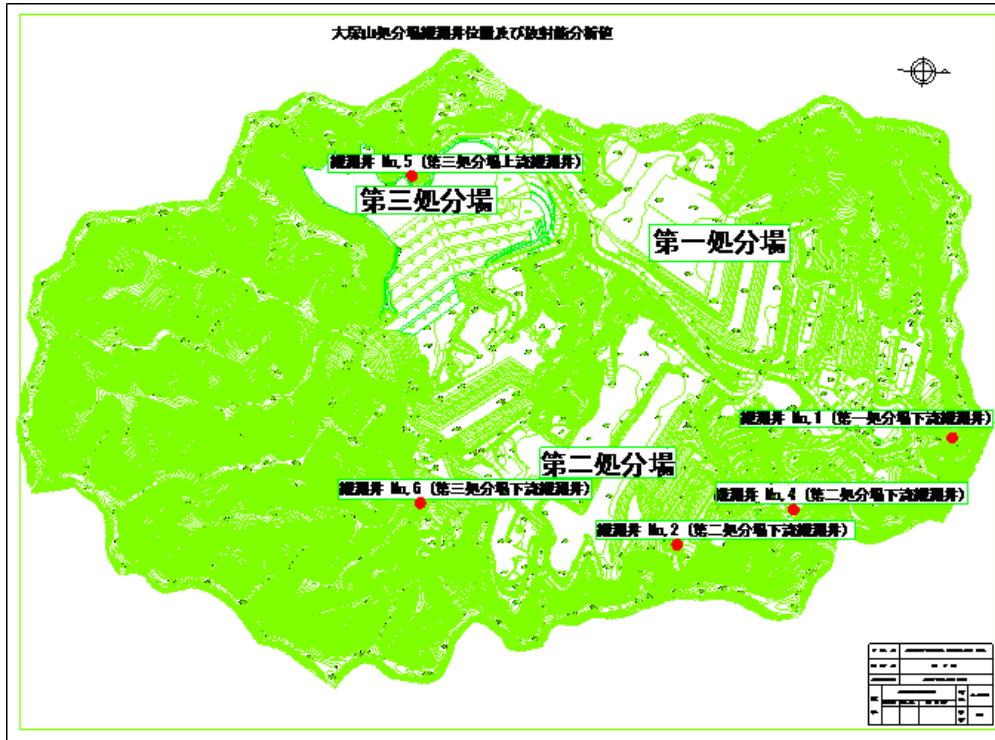 大塚山処分場観測井位置及び放射能分析値
観測井 No.5 (第三処分場上流観測井)
第三処分場
第一処分場
観測井 No.1 (第一処分場下流観測井)
第二処分場
観測井 No.6 (第三処分場下流観測井)
観測井 No.4 (第二処分場下流観測井)
観測井 No.2 (第二処分場下流観測井)